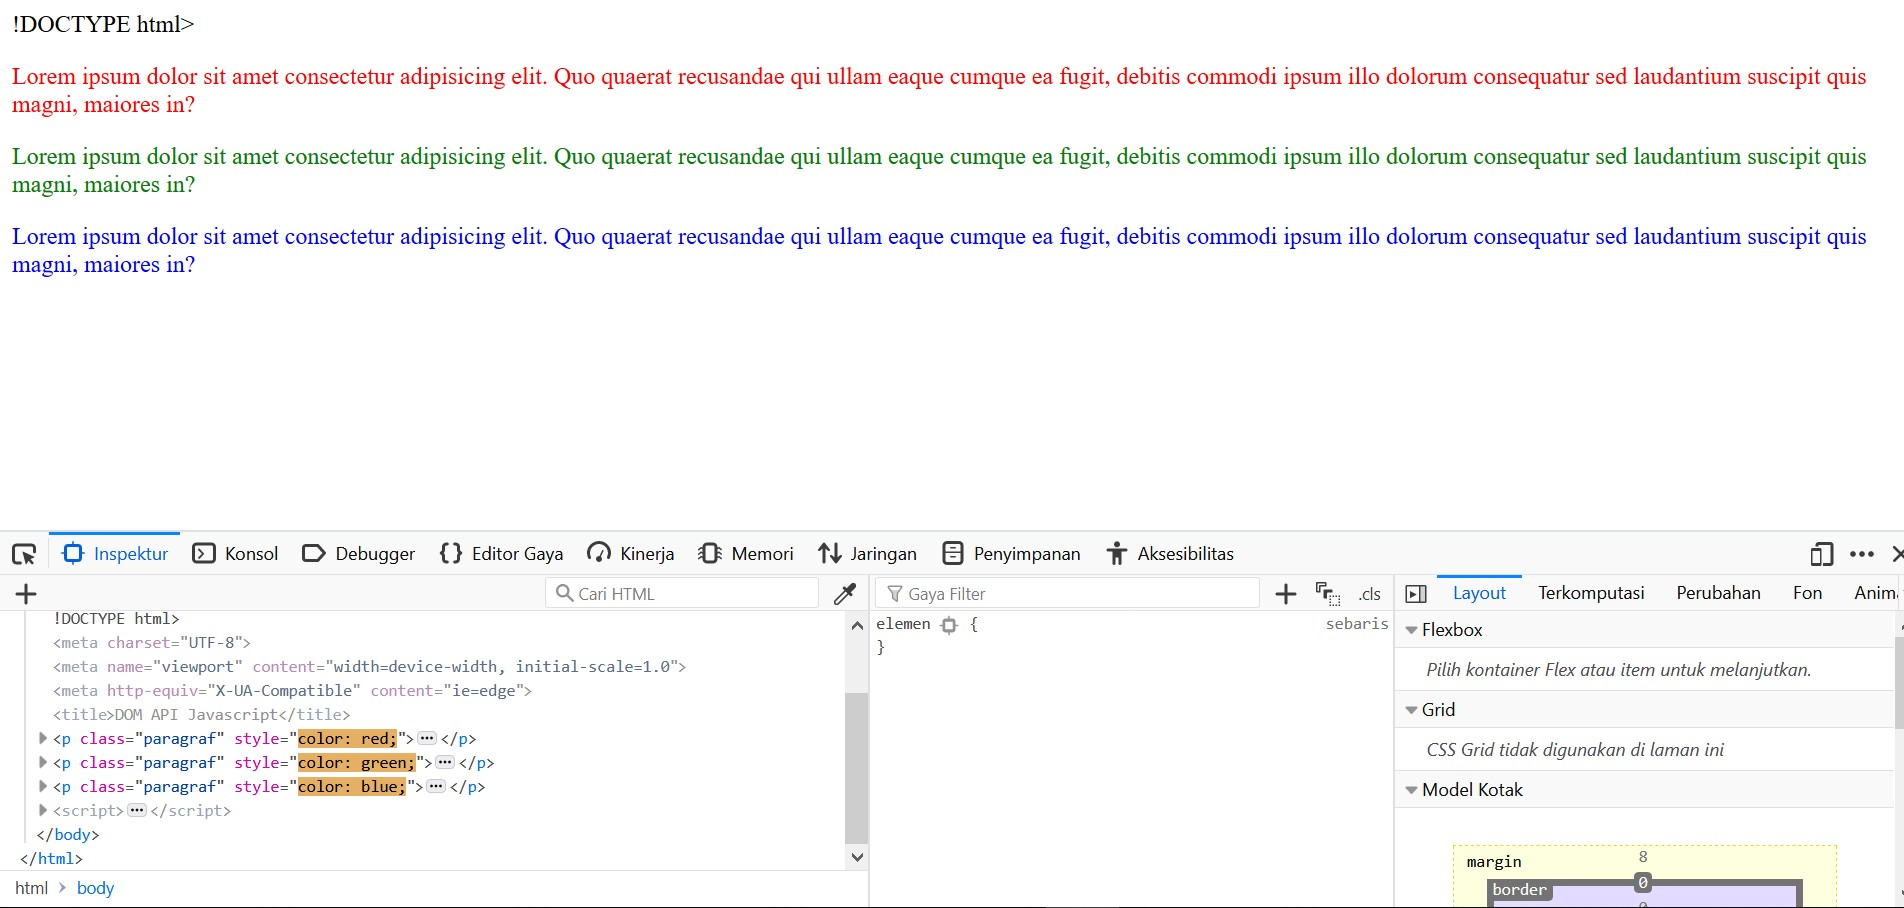 !DOCTYPE html>
Lorem ipsum dolor sit amet consectetur adipisicing elit. Quo quaerat recusandae qui ullam eaque cumque ea fugit, debitis commodi ipsum illo dolorum consequatur sed laudantium suscipit quis
magni, maiores in?
Lorem ipsum dolor sit amet consectetur adipisicing elit. Quo quaerat recusandae qui ullam eaque cumque ea fugit, debitis commodi ipsum illo dolorum consequatur sed laudantium suscipit quis
magni, maiores in?
Lorem ipsum dolor sit amet consectetur adipisicing elit. Quo quaerat recusandae qui ullam eaque cumque ea fugit, debitis commodi ipsum illo dolorum consequatur sed laudantium suscipit quis
magni, maiores in?
Inspektur Konsol Debugger Editor Gaya Kinerja Memori Jaringan Penyimpanan Aksesibilitas
Cari HTML
!DOCTYPE html>
<meta charset="UTF-8">
<meta name="viewport" content="width=device-width, initial-scale=1.0">
<meta http-equiv="X-UA-Compatible" content="ie=edge">
<title>DOM API Javascript</title>
<p class="paragraf" style="color: red;">⋯</p>
<p class="paragraf" style="color: green;">⋯</p>
<p class="paragraf" style="color: blue;">⋯</p>
<script>⋯</script>
</body>
</html>
html > body
Gaya Filter + .cls
elemen { sebaris
}
Layout Terkomputasi Perubahan Fon Anima
Flexbox
Pilih kontainer Flex atau item untuk melanjutkan.
Grid
CSS Grid tidak digunakan di laman ini
Model Kotak
margin 8
border 0